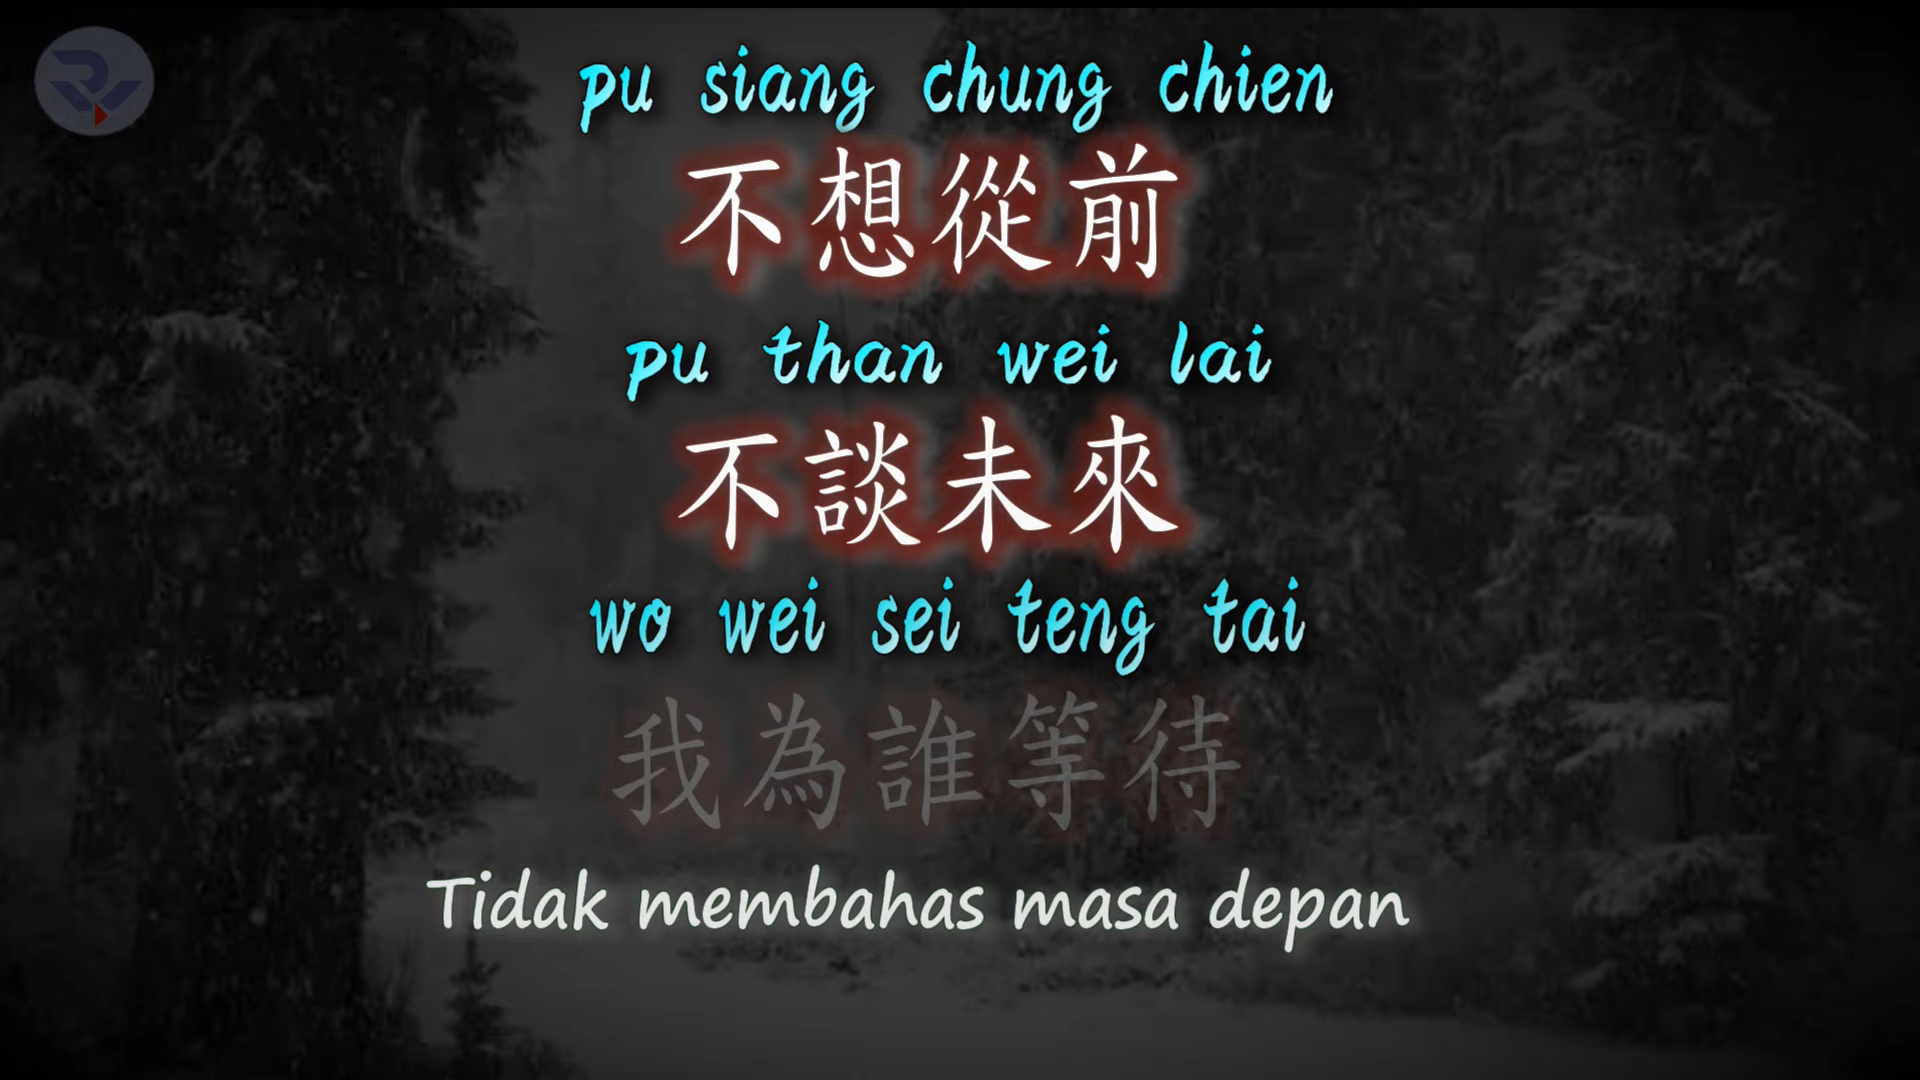 pu siang chung chien
不想從前
pu than wei lai
不談未來
wo wei sei teng tai
我為誰等待
Tidak membahas masa depan